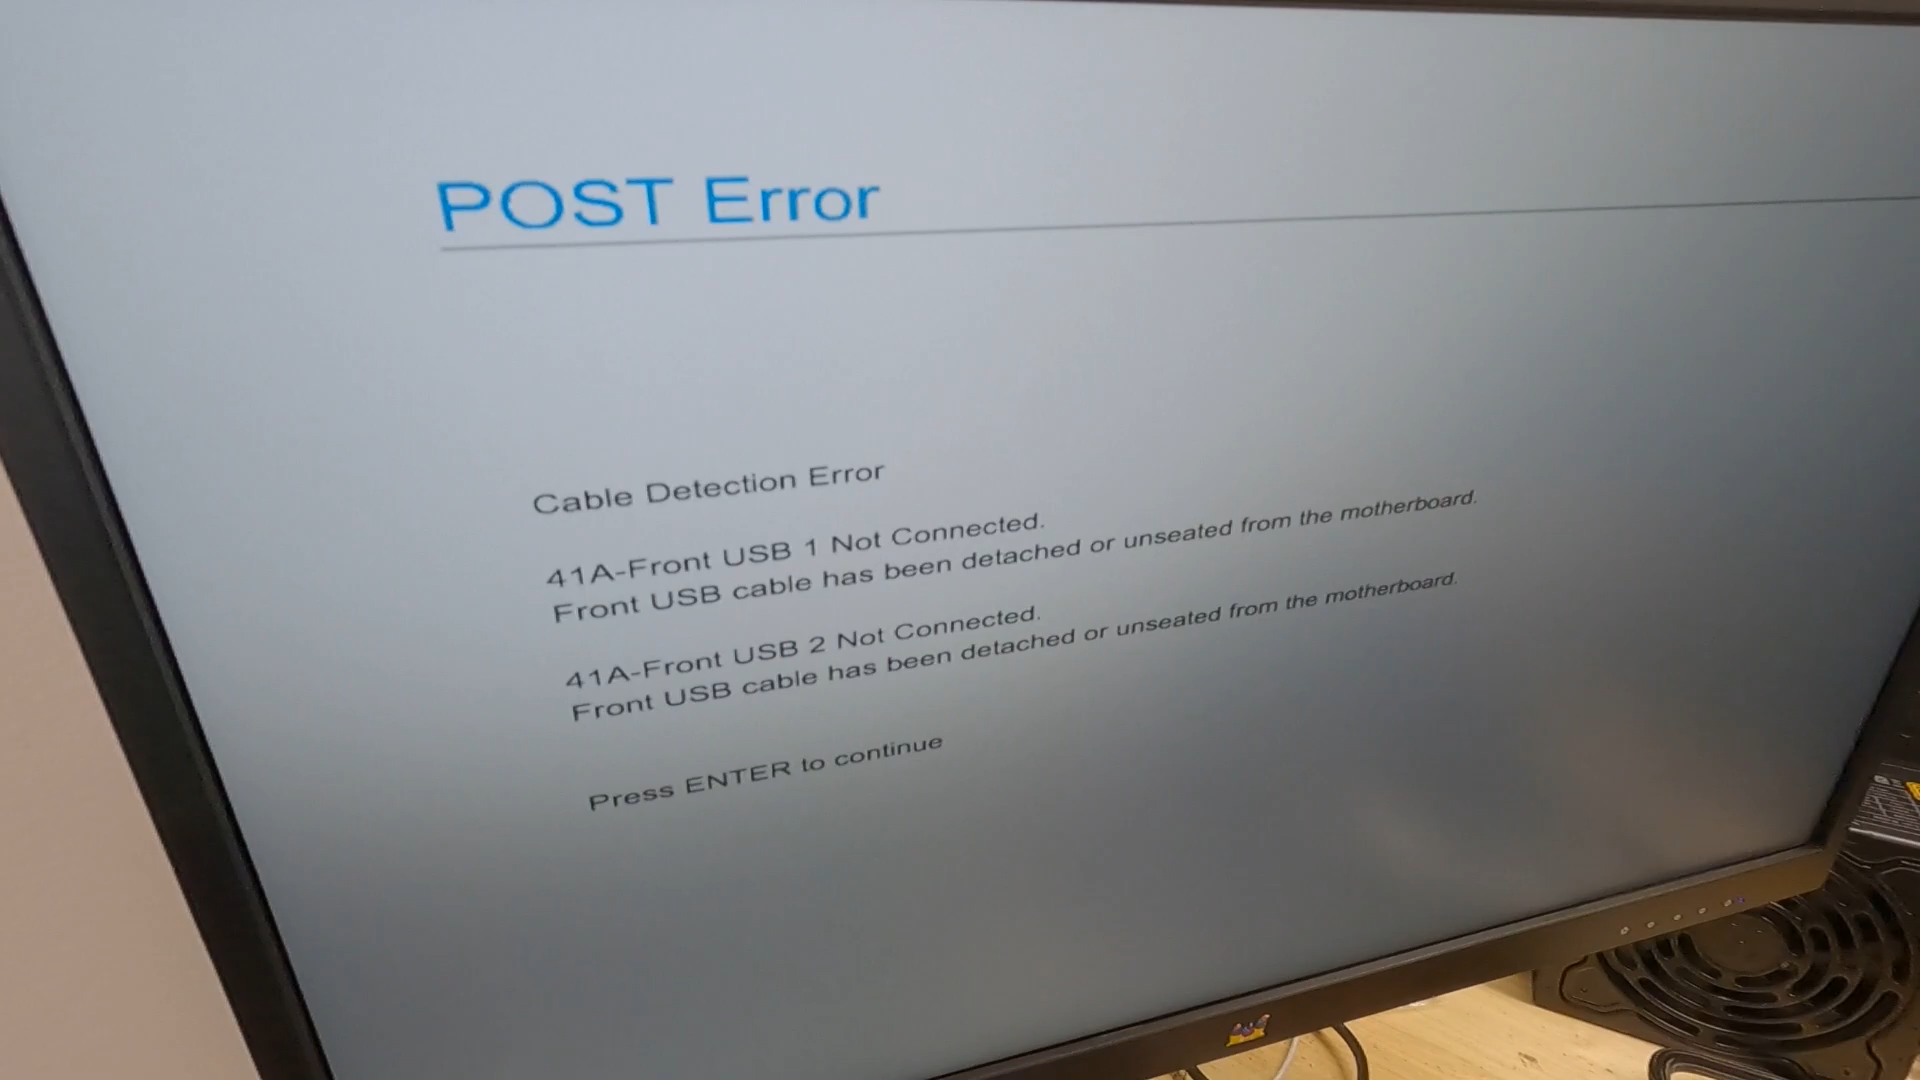 POST Error
Cable Detection Error
41A-Front USB 1 Not Connected.
Front USB cable has been detached or unseated from the motherboard.
41A-Front USB 2 Not Connected.
Front USB cable has been detached or unseated from the motherboard.
Press ENTER to continue